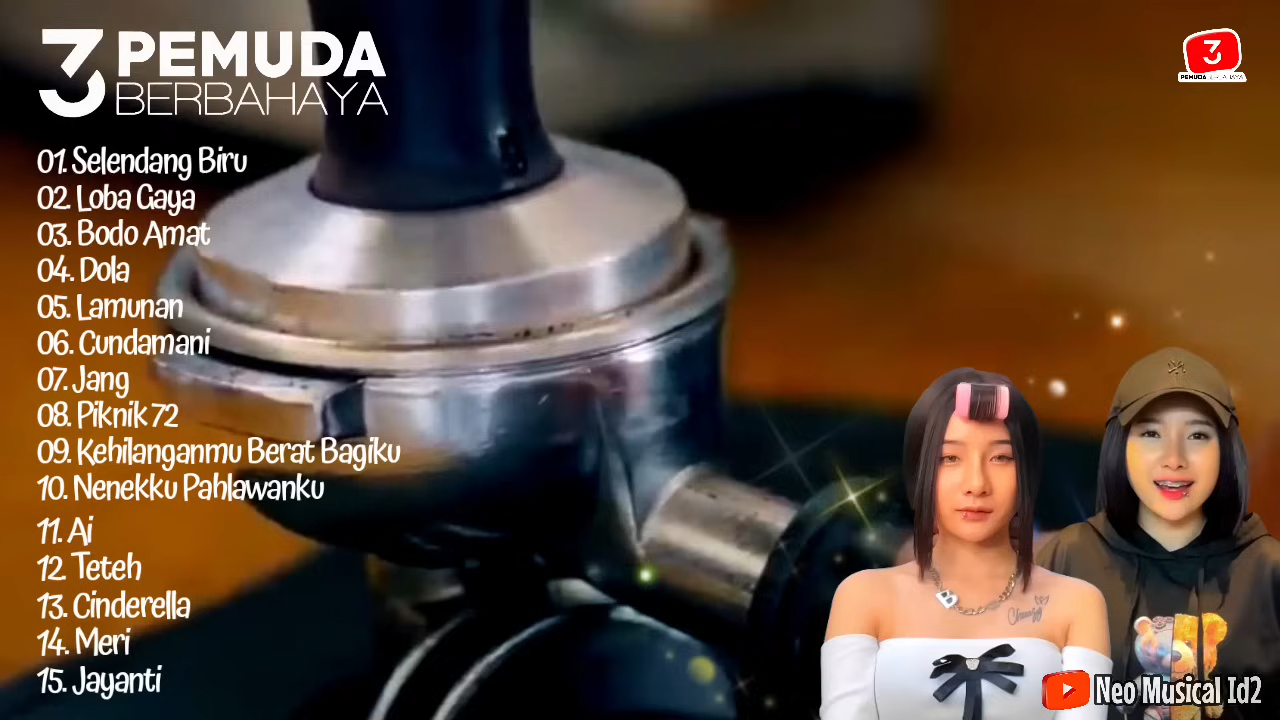 3 PEMUDA
BERBAHAYA
3
PEMUDA
01. Selendang Biru
02. Loba Gaya
03. Bodo Amat
04. Dola
05. Lamunan
06. Cundamani
07. Jang
08. Piknik 72
09. Kehilanganmu Berat Bagiku
10. Nenekku Pahlawanku
11. Ai
12. Teteh
13. Cinderella
14. Meri
15. Jayanti
B
Neo Musical Id2